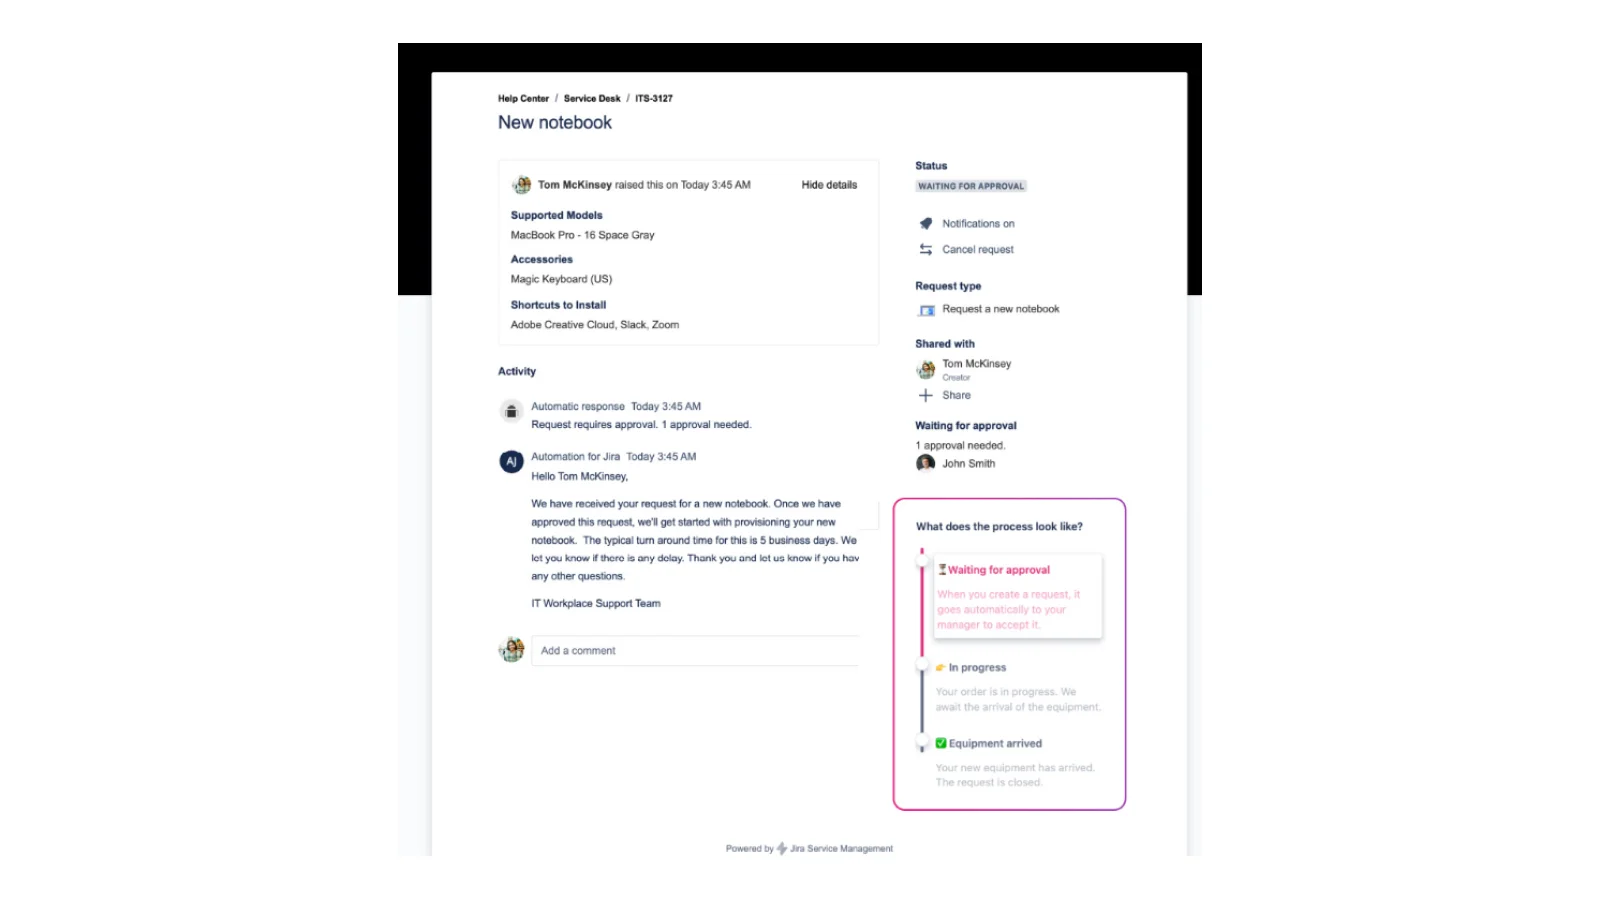 Help Center / Service Desk / ITS-3127
New notebook
Tom McKinsey raised this on Today 3:45 AM
Hide details
Supported Models
MacBook Pro - 16 Space Gray
Accessories
Magic Keyboard (US)
Shortcuts to Install
Adobe Creative Cloud, Slack, Zoom
Activity
Automatic response Today 3:45 AM
Request requires approval. 1 approval needed.
AJ
Automation for Jira Today 3:45 AM
Hello Tom McKinsey,
We have received your request for a new notebook. Once we have
approved this request, we'll get started with provisioning your new
notebook. The typical turn around time for this is 5 business days. We
let you know if there is any delay. Thank you and let us know if you hav
any other questions.
IT Workplace Support Team
Add a comment
Status
WAITING FOR APPROVAL
Notifications on
Cancel request
Request type
Request a new notebook
Shared with
Tom McKinsey
Creator
Share
Waiting for approval
1 approval needed.
John Smith
What does the process look like?
⏳Waiting for approval
When you create a request, it
goes automatically to your
manager to accept it.
👉 In progress
Your order is in progress. We
await the arrival of the equipment.
✅ Equipment arrived
Your new equipment has arrived.
The request is closed.
Powered by ⚡ Jira Service Management